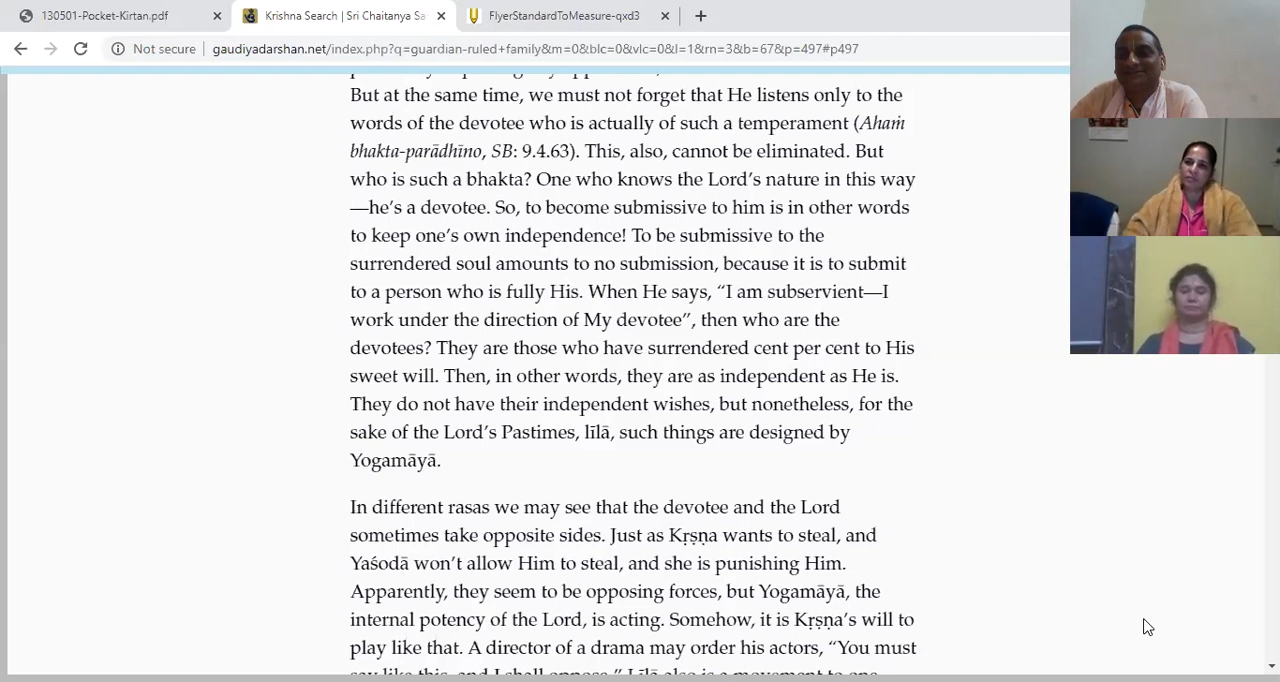 130501-Pocket-Kirtan.pdf
Krishna Search | Sri Chaitanya Sa
FlyerStandardToMeasure-qxd3
Not secure
gaudiyadarshan.net/index.php?q=guardian-ruled+family&m=0&blc=0&vlc=0&l=1&rn=3&b=67&p=497#p497
But at the same time, we must not forget that He listens only to the
words of the devotee who is actually of such a temperament (Ahaṁ
bhakta-parādhīno, SB: 9.4.63). This, also, cannot be eliminated. But
who is such a bhakta? One who knows the Lord’s nature in this way
—he’s a devotee. So, to become submissive to him is in other words
to keep one’s own independence! To be submissive to the
surrendered soul amounts to no submission, because it is to submit
to a person who is fully His. When He says, “I am subservient—I
work under the direction of My devotee”, then who are the
devotees? They are those who have surrendered cent per cent to His
sweet will. Then, in other words, they are as independent as He is.
They do not have their independent wishes, but nonetheless, for the
sake of the Lord’s Pastimes, līlā, such things are designed by
Yogamāyā.
In different rasas we may see that the devotee and the Lord
sometimes take opposite sides. Just as Kṛṣṇa wants to steal, and
Yaśodā won’t allow Him to steal, and she is punishing Him.
Apparently, they seem to be opposing forces, but Yogamāyā, the
internal potency of the Lord, is acting. Somehow, it is Kṛṣṇa’s will to
play like that. A director of a drama may order his actors, “You must
say like this, and I shall oppose.” Līlā also is a movement to one